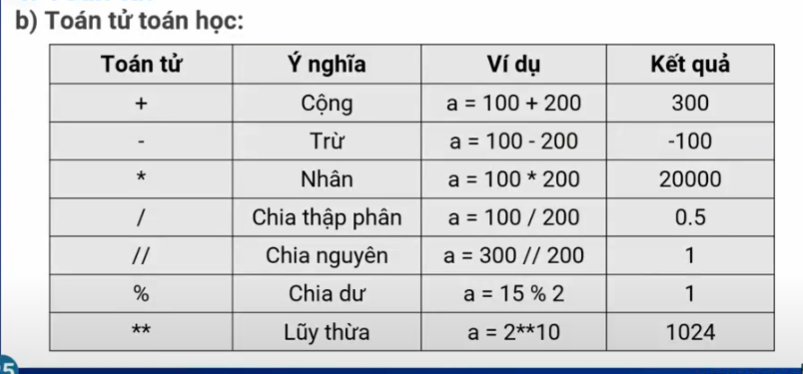 b) Toán tử toán học:
Toán tử Ý nghĩa Ví dụ Kết quả
+ Cộng a = 100 + 200 300
- Trừ a = 100 - 200 -100
* Nhân a = 100 * 200 20000
/ Chia thập phân a = 100 / 200 0.5
// Chia nguyên a = 300 // 200 1
% Chia dư a = 15 % 2 1
** Lũy thừa a = 2**10 1024
5